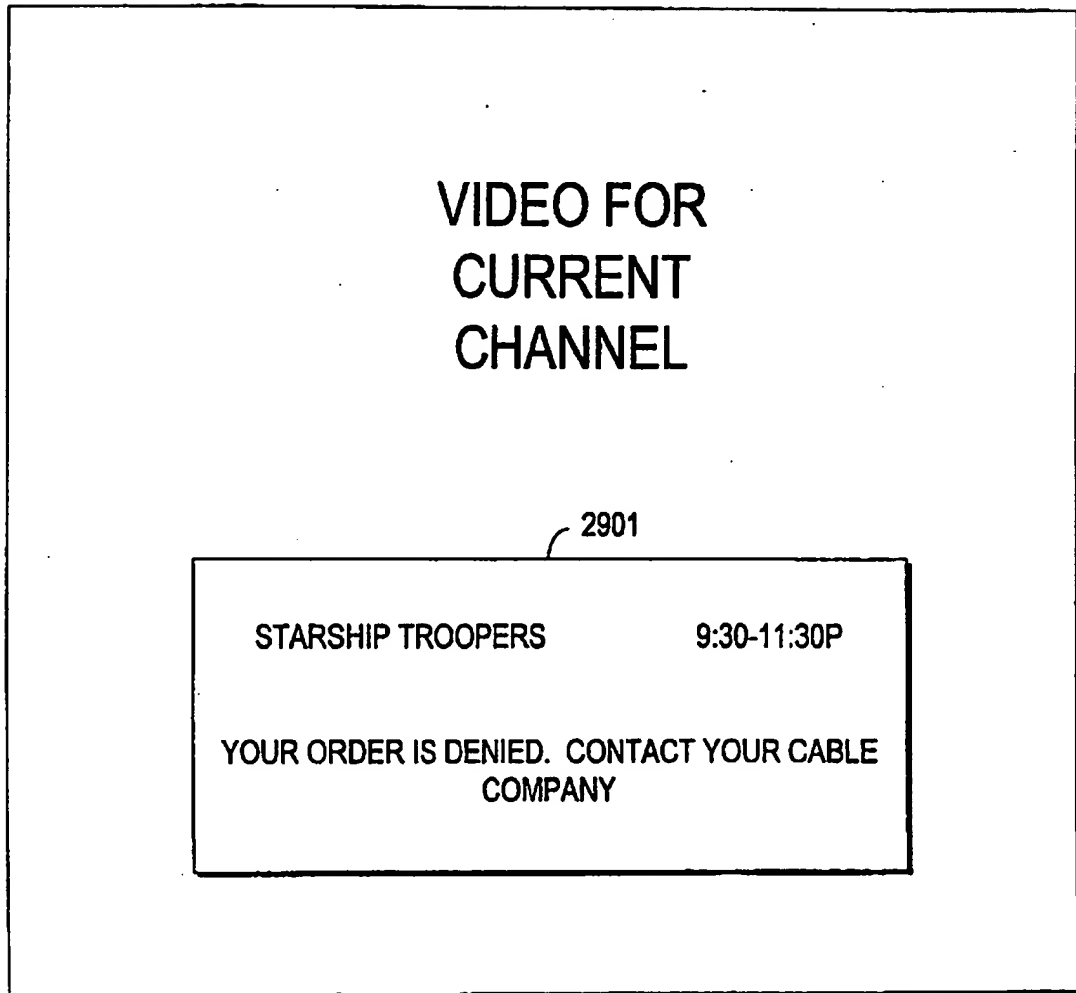 VIDEO FOR
CURRENT
CHANNEL
2901
STARSHIP TROOPERS 9:30-11:30P
YOUR ORDER IS DENIED. CONTACT YOUR CABLE
COMPANY